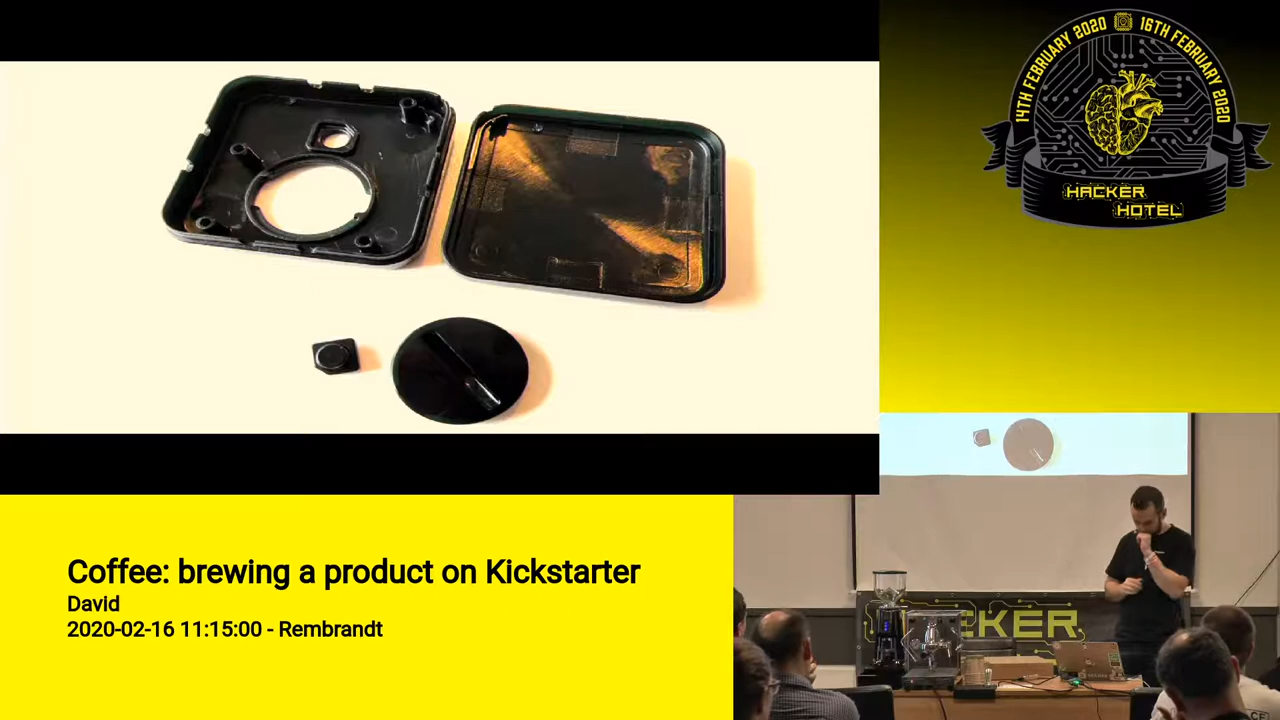 14TH FEBRUARY 2020
16TH FEBRUARY 2020
HACKER
HOTEL
Coffee: brewing a product on Kickstarter
David
2020-02-16 11:15:00 - Rembrandt